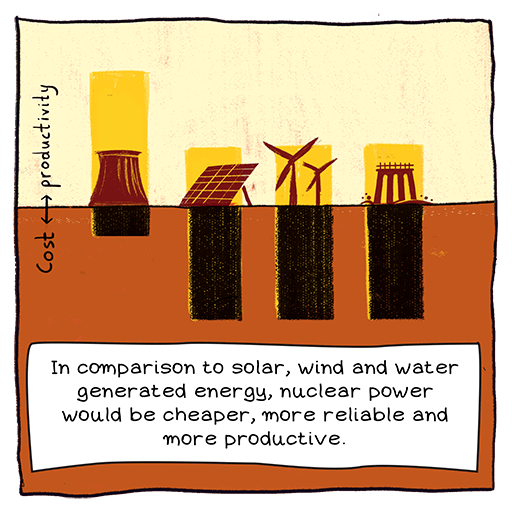 Cost ↔ productivity
In comparison to solar, wind and water
generated energy, nuclear power
would be cheaper, more reliable and
more productive.